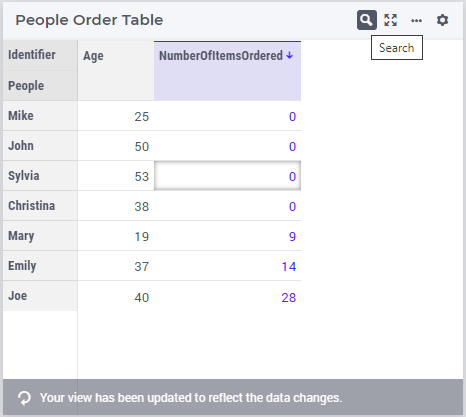 People Order Table
Search
Identifier Age NumberOfItemsOrdered
People
Mike 25 0
John 50 0
Sylvia 53 0
Christina 38 0
Mary 19 9
Emily 37 14
Joe 40 28
Your view has been updated to reflect the data changes.